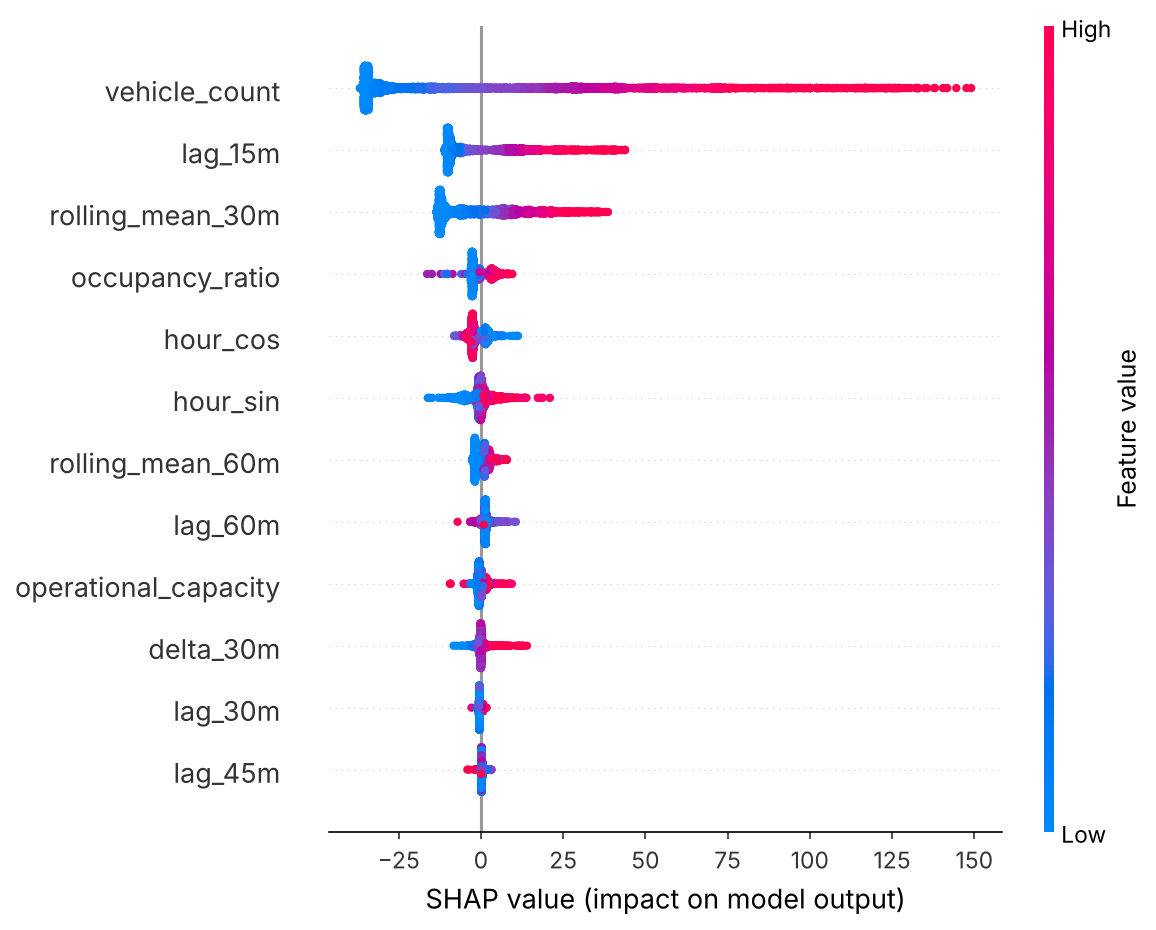 High
vehicle_count
lag_15m
rolling_mean_30m
occupancy_ratio
hour_cos
hour_sin
rolling_mean_60m
lag_60m
operational_capacity
delta_30m
lag_30m
lag_45m
Feature value
Low
−25 0 25 50 75 100 125 150
SHAP value (impact on model output)